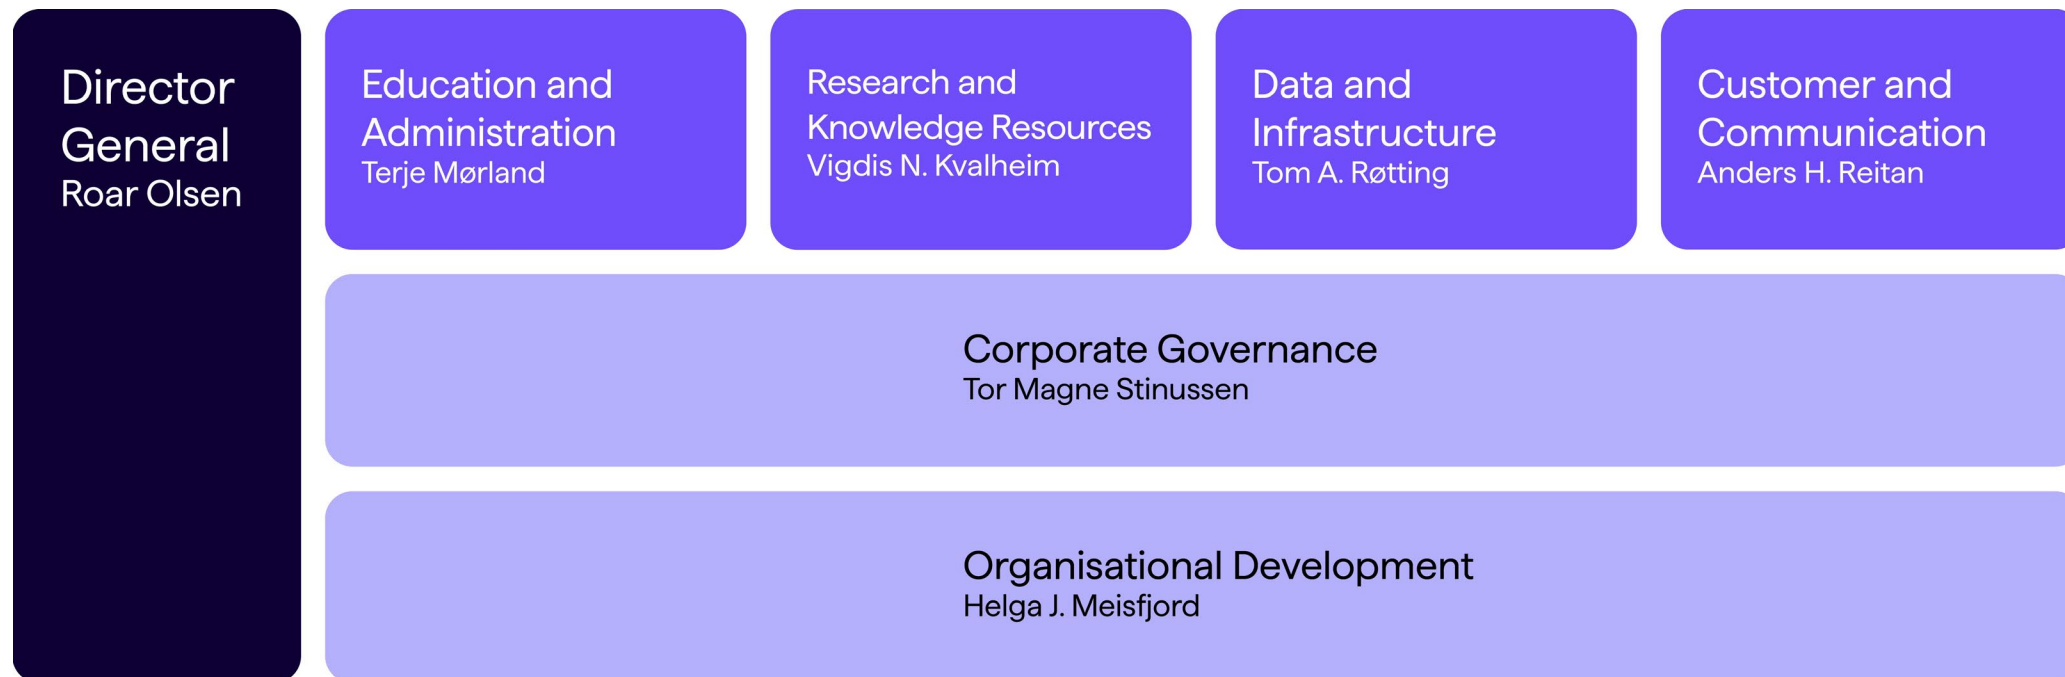 Director
General
Roar Olsen
Education and
Administration
Terje Mørland
Research and
Knowledge Resources
Vigdis N. Kvalheim
Data and
Infrastructure
Tom A. Røtting
Customer and
Communication
Anders H. Reitan
Corporate Governance
Tor Magne Stinussen
Organisational Development
Helga J. Meisfjord